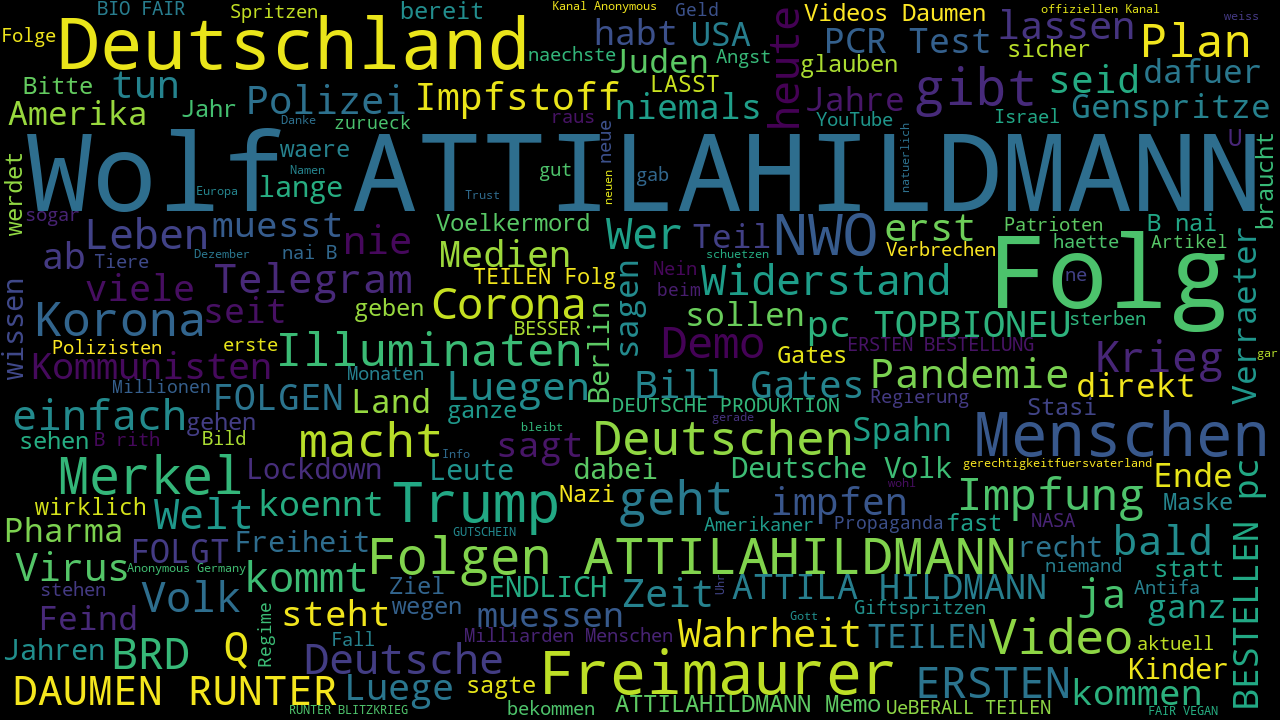 BIO FAIR
Spritzen
bereit
Kanal Anonymous
Geld
Videos Daumen
offiziellen Kanal
weiss
Folge
Deutschland
naechste
habt
USA
heute
PCR Test
lassen
sicher
Plan
Juden
Angst
glauben
Bitte
tun
LASST
gibt
seid
dafuer
Amerika
Jahr
Polizei
Impfstoff
niemals
Jahre
Genspritze
Danke
zurueck
raus
YouTube
Israel
U
Wolf ATTILAHILDMANN
waere
neue
natuerlich
braucht
werdet
Namen
Europa
lange
Trust
gut
neuen
gab
sogar
Leben
muesst
nie
Voelkermord
Wer
Teil
NWO
erst
Patrioten
B nai
Folg
haette
Artikel
ab
Tiere
Dezember
nai B
Medien
schuetzen
Verbrechen
viele
Telegram
TEILEN Folg
sagen
Nein
beim
Widerstand
ne
Verraeter
wissen
Korona
seit
geben
Corona
BESSER
Berlin
sollen
pc TOPBIONEU
sterben
Polizisten
erste
Illuminaten
Demo
Gates
ERSTEN BESTELLUNG
Krieg
gar
Kommunisten
Monaten
Millionen
FOLGEN
Land
Luegen
Bill Gates
Pandemie
direkt
einfach
gehen
ganze
DEUTSCHE PRODUKTION
Regierung
Stasi
gerade
sehen
B rith
Bild
macht
bleibt
sagt
Deutschen
Spahn
Menschen
Info
Merkel
Lockdown
Leute
dabei
Deutsche Volk
gerechtigkeitfuersvaterland
Ende
wirklich
Welt
koennt
Trump
Nazi
geht
impfen
wohl
Impfung
Maske
BESTELLEN pc
Pharma
FOLGT
Freiheit
GUTSCHEIN
Amerikaner
Propaganda
fast
NASA
Virus
Anonymous Germany
kommt
Folgen ATTILAHILDMANN
recht
niemand
bald
statt
stehen
Volk
Ziel
ENDLICH
Zeit
Uhr
ATTILA HILDMANN
ja
Antifa
Feind
Regime
steht
wegen
muessen
Gott
Giftspritzen
ganz
Jahren
BRD
Q
Fall
Milliarden Menschen
Wahrheit
TEILEN
Video
aktuell
Deutsche
Freimaurer
Kinder
DAUMEN RUNTER
Luege
sagte
ERSTEN
kommen
RUNTER BLITZKRIEG
bekommen
ATTILAHILDMANN Memo
UeBERALL TEILEN
FAIR VEGAN